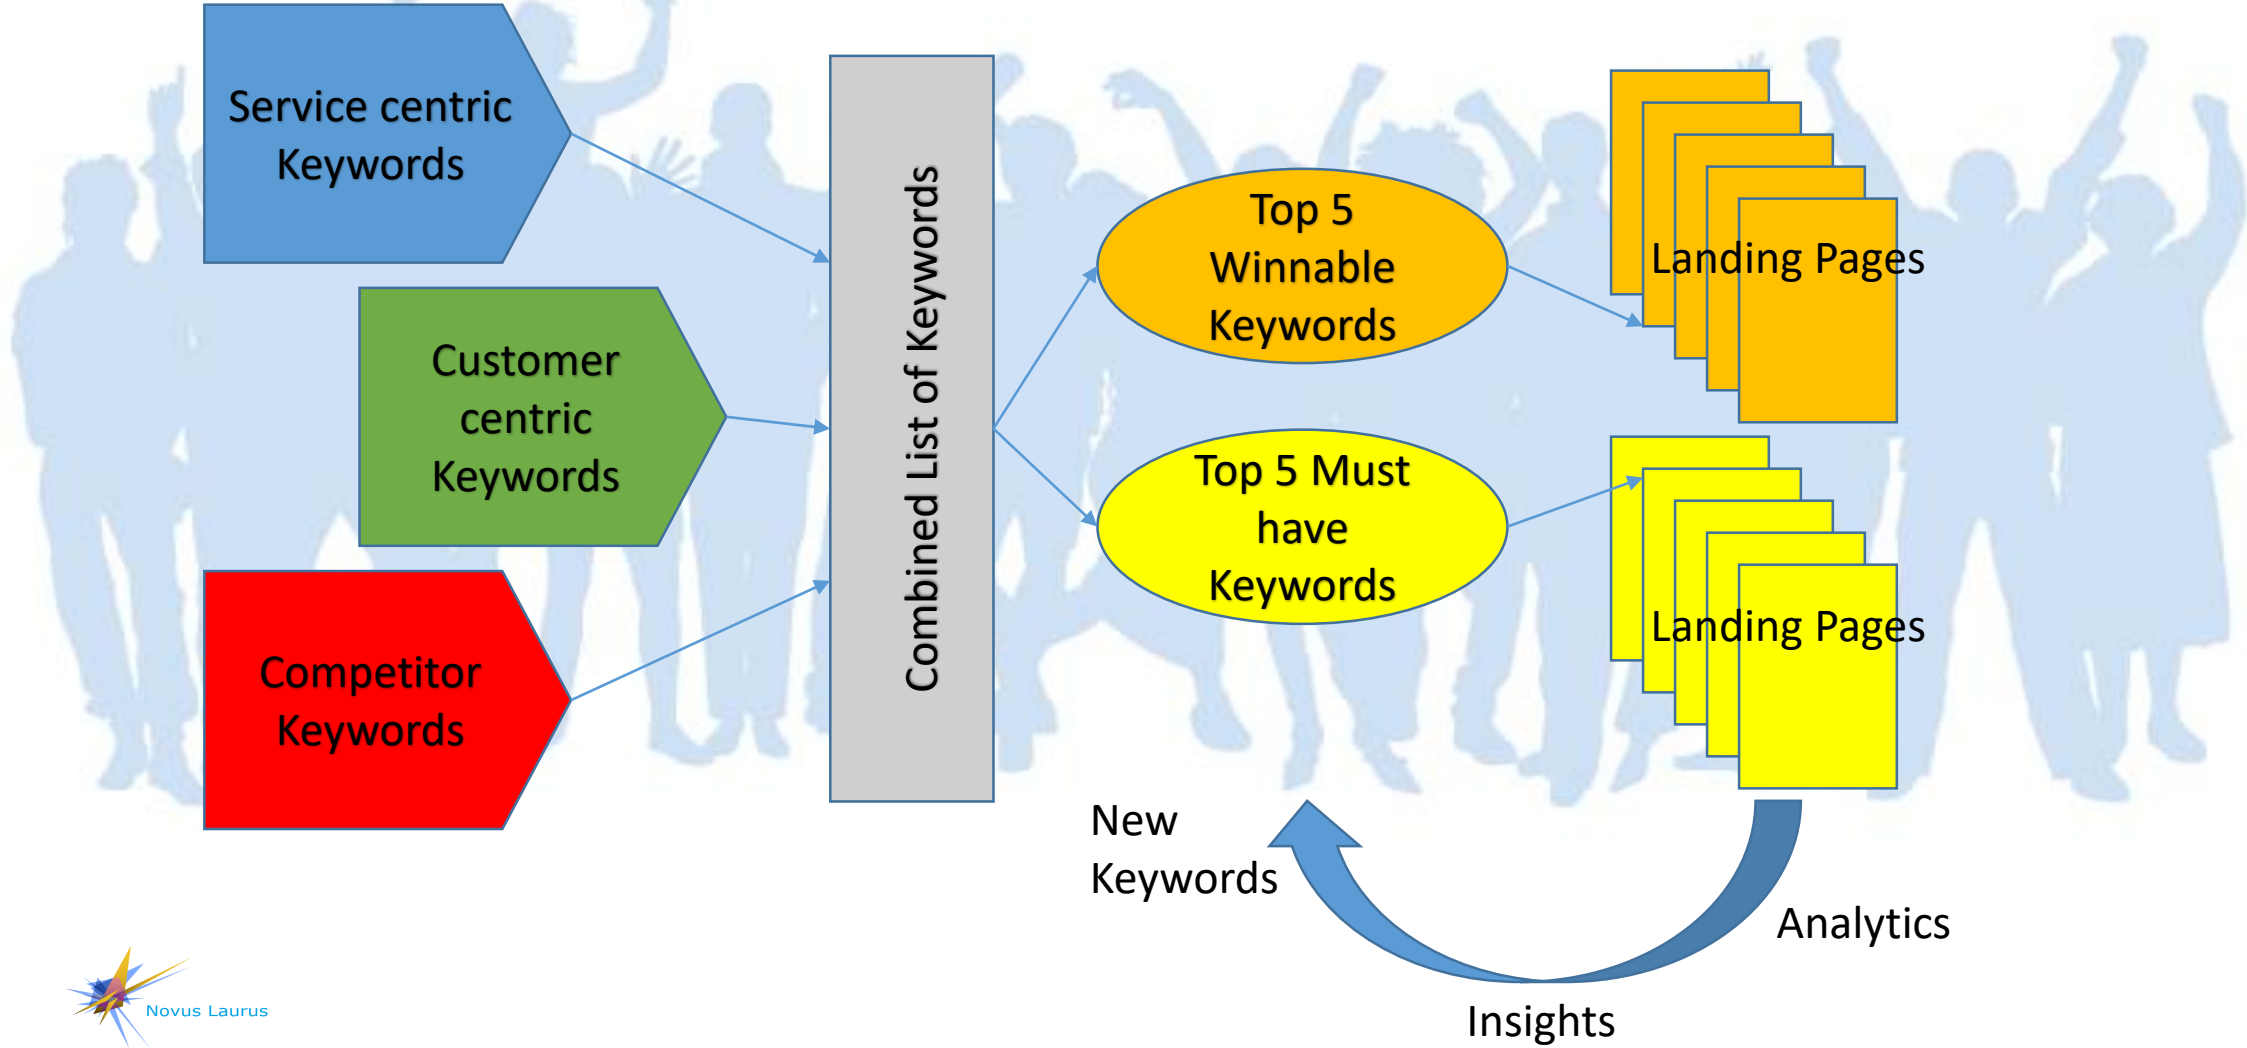 Service centric
Keywords
Customer
centric
Keywords
Competitor
Keywords
Combined List of Keywords
Top 5
Winnable
Keywords
Top 5 Must
have
Keywords
Landing Pages
Landing Pages
New
Keywords
Analytics
Insights
Novus Laurus